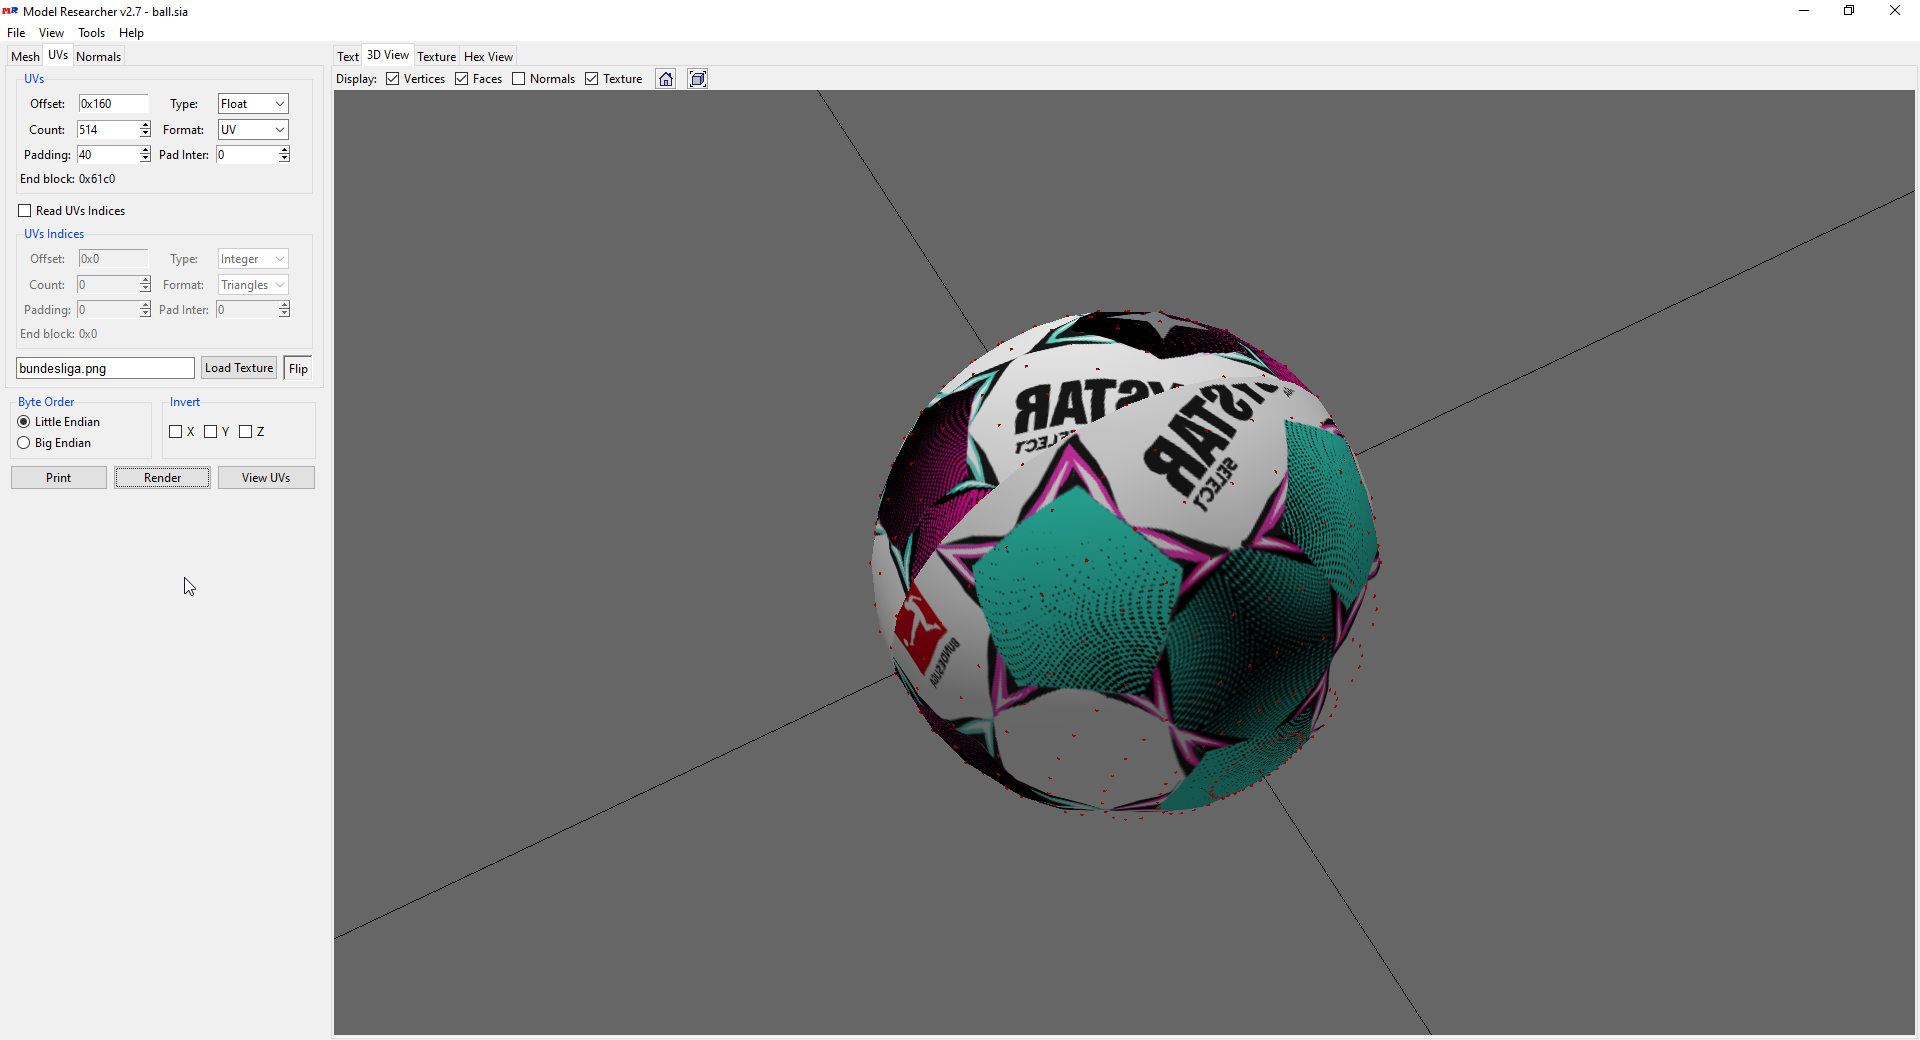 MR Model Researcher v2.7 - ball.sia
File View Tools Help
Mesh UVs Normals
UVs
Offset: 0x160 Type: Float
Count: 514 Format: UV
Padding: 40 Pad Inter: 0
End block: 0x61c0
Read UVs Indices
UVs Indices
Offset: 0x0 Type: Integer
Count: 0 Format: Triangles
Padding: 0 Pad Inter: 0
End block: 0x0
bundesliga.png Load Texture Flip
Byte Order Invert
Little Endian X Y Z
Big Endian
Print Render View UVs
Text 3D View Texture Hex View
Display: Vertices Faces Normals Texture
STAR
SELECT
STAR
SELECT
BUNDESLIGA